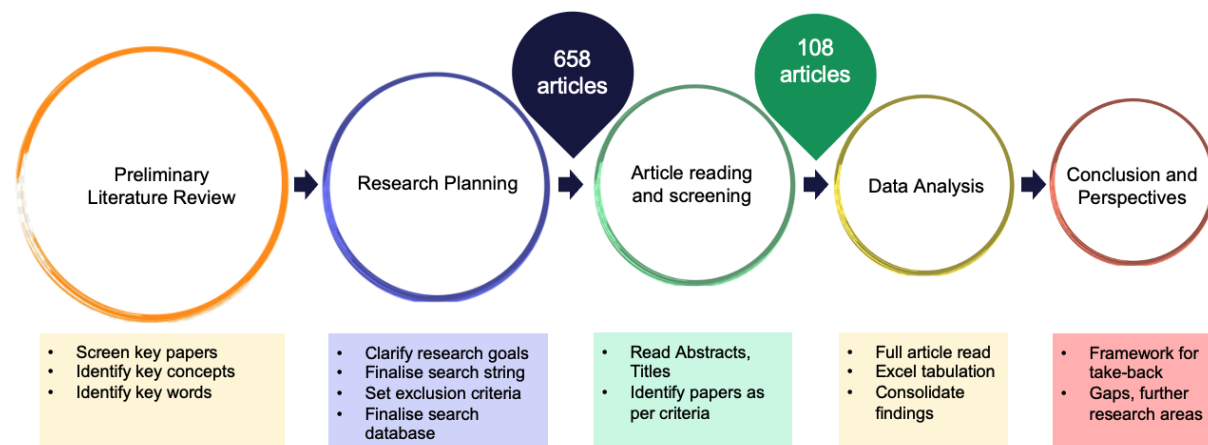 658
articles
108
articles
Preliminary
Literature Review
Research Planning
Article reading
and screening
Data Analysis
Conclusion and
Perspectives
• Screen key papers
• Identify key concepts
• Identify key words
• Clarify research goals
• Finalise search string
• Set exclusion criteria
• Finalise search
database
• Read Abstracts,
Titles
• Identify papers as
per criteria
• Full article read
• Excel tabulation
• Consolidate
findings
• Framework for
take-back
• Gaps, further
research areas